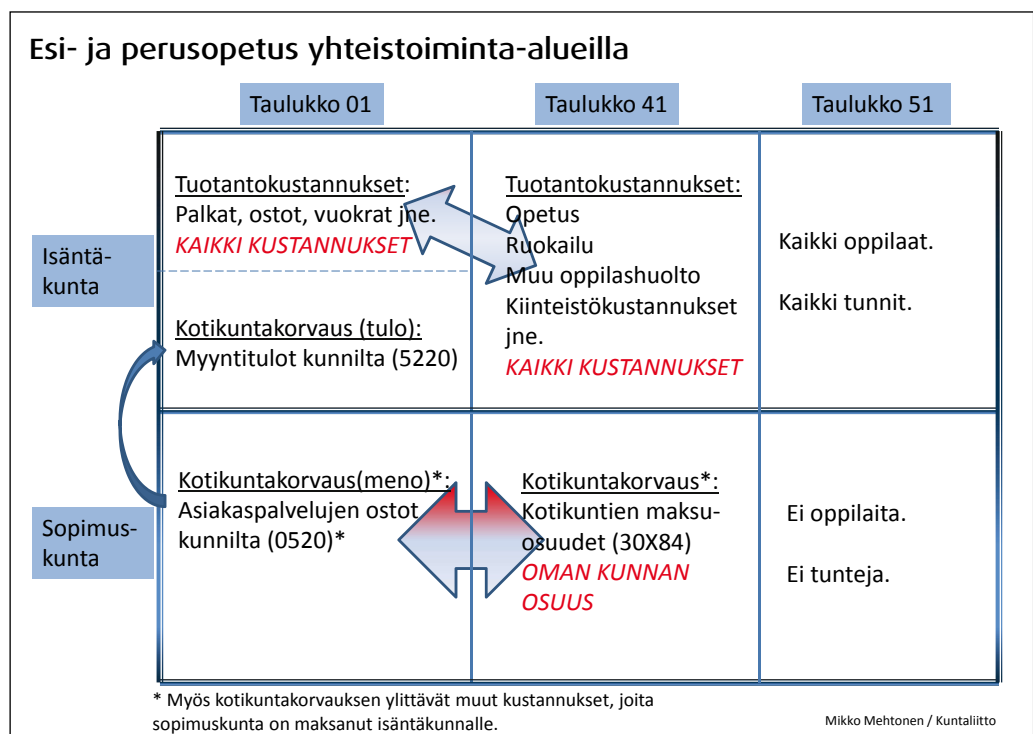 Esi- ja perusopetus yhteistoiminta-alueilla
Taulukko 01
Taulukko 41
Taulukko 51
Isäntä-
kunta
Tuotantokustannukset:
Palkat, ostot, vuokrat jne.
KAIKKI KUSTANNUKSET
Kotikuntakorvaus (tulo):
Myyntitulot kunnilta (5220)
Tuotantokustannukset:
Opetus
Ruokailu
Muu oppilashuolto
Kiinteistökustannukset
jne.
KAIKKI KUSTANNUKSET
Kaikki oppilaat.
Kaikki tunnit.
Sopimus-
kunta
Kotikuntakorvaus(meno)*:
Asiakaspalvelujen ostot
kunnilta (0520)*
Kotikuntakorvaus*:
Kotikuntien maksu-
osuudet (30X84)
OMAN KUNNAN
OSUUS
Ei oppilaita.
Ei tunteja.
* Myös kotikuntakorvauksen ylittävät muut kustannukset, joita
sopimuskunta on maksanut isäntäkunnalle.
Mikko Mehtonen / Kuntaliitto